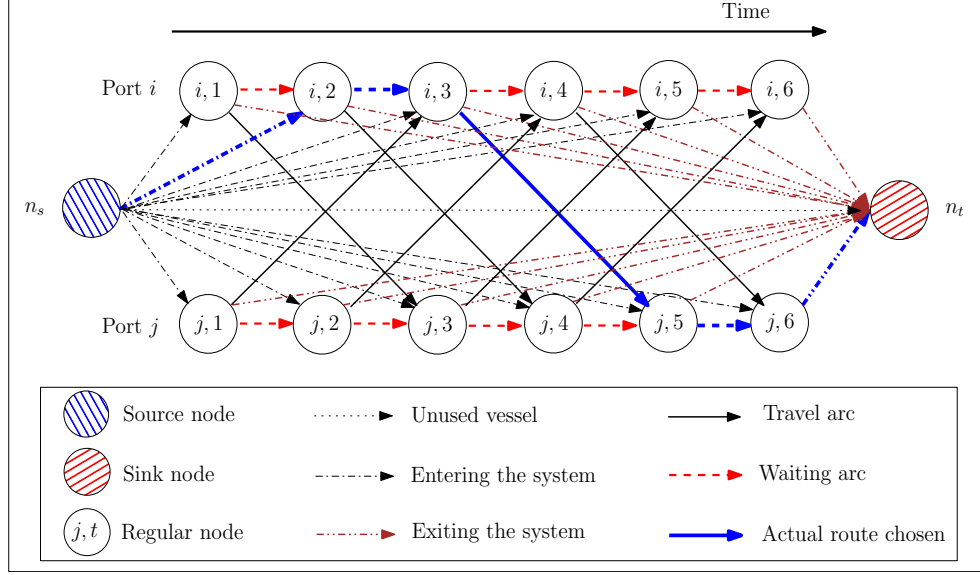 Time
Port i
i, 1
i, 2
i, 3
i, 4
i, 5
i, 6
n_s
n_t
Port j
j, 1
j, 2
j, 3
j, 4
j, 5
j, 6
Source node
Unused vessel
Travel arc
Sink node
Entering the system
Waiting arc
j, t
Regular node
Exiting the system
Actual route chosen